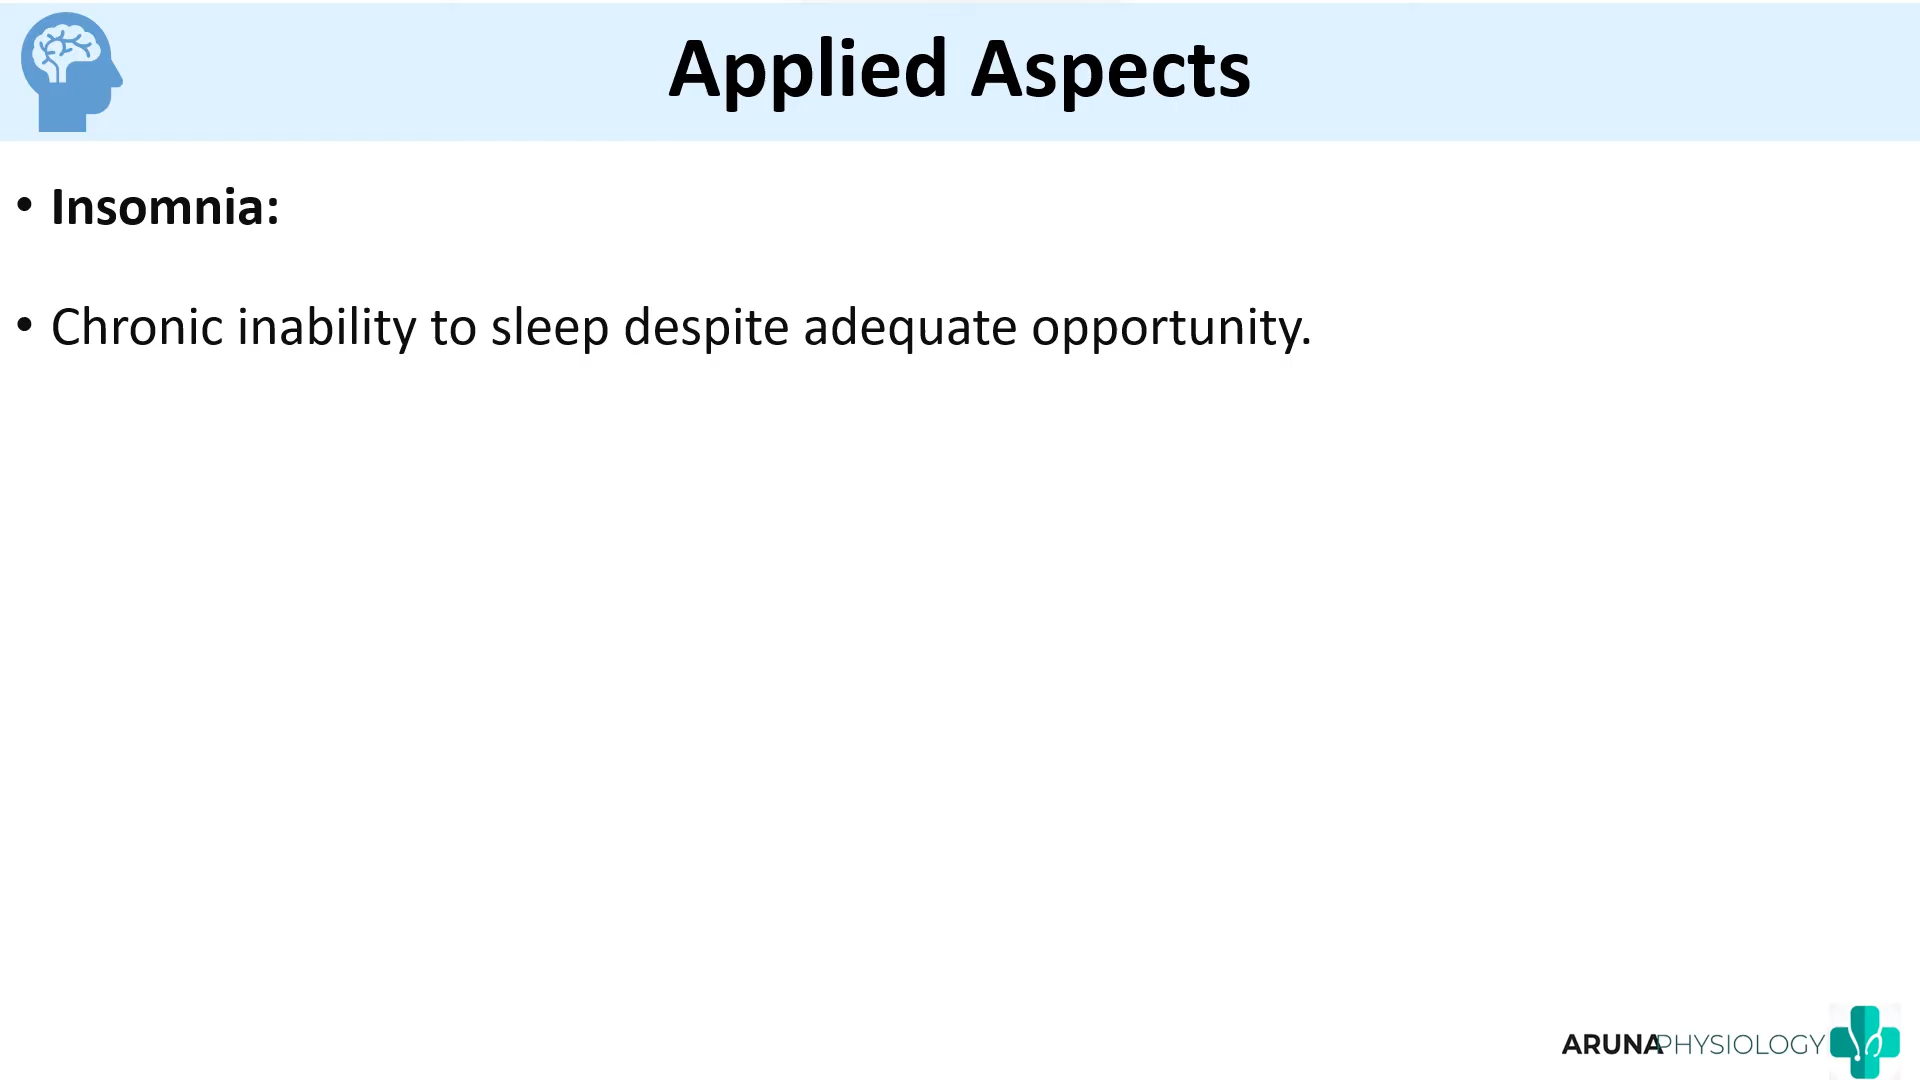 Applied Aspects
• Insomnia:
• Chronic inability to sleep despite adequate opportunity.
ARUNAPHYSIOLOGY